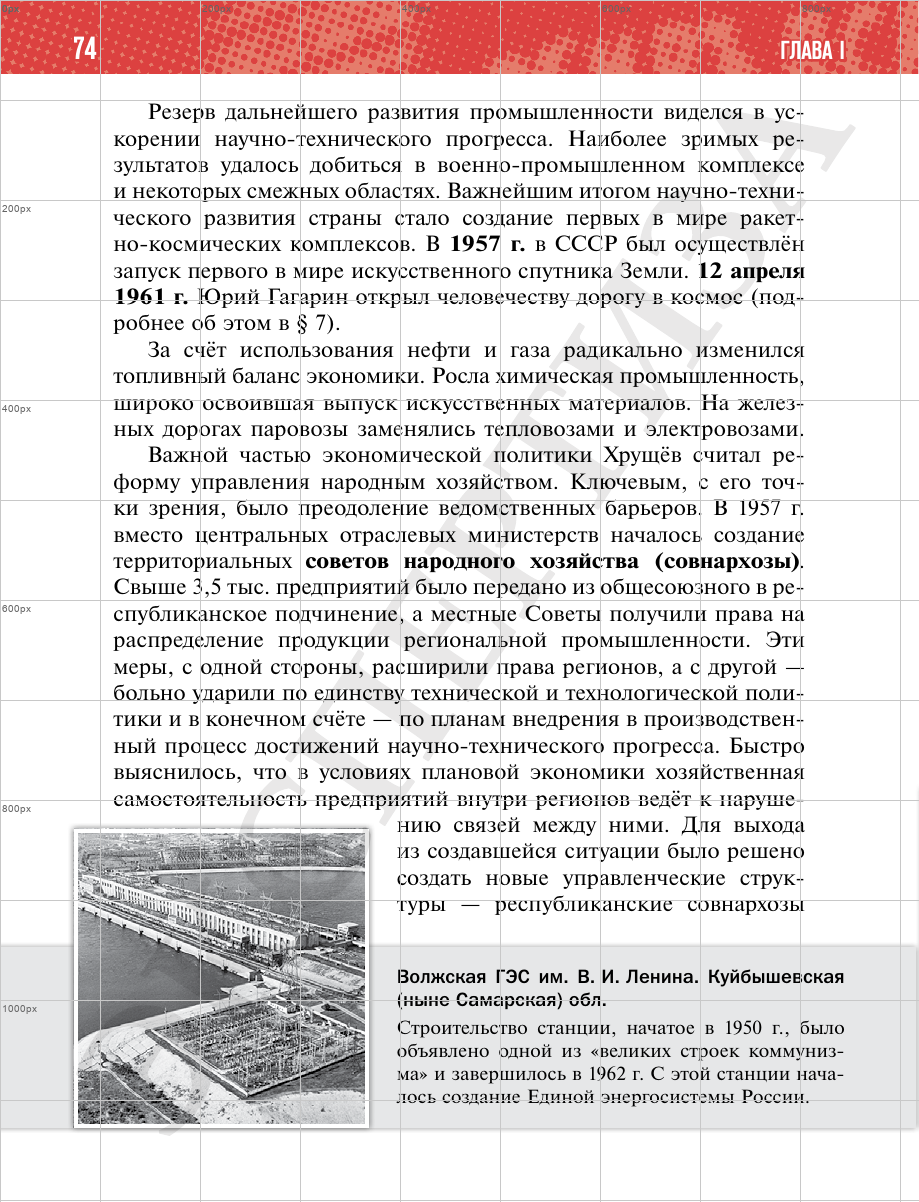 74
ГЛАВА I
Резерв дальнейшего развития промышленности виделся в ус-
корении научно-технического прогресса. Наиболее зримых ре-
зультатов удалось добиться в военно-промышленном комплексе
и некоторых смежных областях. Важнейшим итогом научно-техни-
ческого развития страны стало создание первых в мире ракет-
но-космических комплексов. В 1957 г. в СССР был осуществлён
запуск первого в мире искусственного спутника Земли. 12 апреля
1961 г. Юрий Гагарин открыл человечеству дорогу в космос (под-
робнее об этом в § 7).
За счёт использования нефти и газа радикально изменился
топливный баланс экономики. Росла химическая промышленность,
широко освоившая выпуск искусственных материалов. На желез-
ных дорогах паровозы заменялись тепловозами и электровозами.
Важной частью экономической политики Хрущёв считал ре-
форму управления народным хозяйством. Ключевым, с его точ-
ки зрения, было преодоление ведомственных барьеров. В 1957 г.
вместо центральных отраслевых министерств началось создание
территориальных советов народного хозяйства (совнархозы).
Свыше 3,5 тыс. предприятий было передано из общесоюзного в ре-
спубликанское подчинение, а местные Советы получили права на
распределение продукции региональной промышленности. Эти
меры, с одной стороны, расширили права регионов, а с другой —
больно ударили по единству технической и технологической поли-
тики и в конечном счёте — по планам внедрения в производствен-
ный процесс достижений научно-технического прогресса. Быстро
выяснилось, что в условиях плановой экономики хозяйственная
самостоятельность предприятий внутри регионов ведёт к наруше-
нию связей между ними. Для выхода
из создавшейся ситуации было решено
создать новые управленческие струк-
туры — республиканские совнархозы
Волжская ГЭС им. В. И. Ленина. Куйбышевская
(ныне Самарская) обл.
Строительство станции, начатое в 1950 г., было
объявлено одной из «великих строек коммуниз-
ма» и завершилось в 1962 г. С этой станции нача-
лось создание Единой энергосистемы России.
200px
400px
600px
800px
1000px